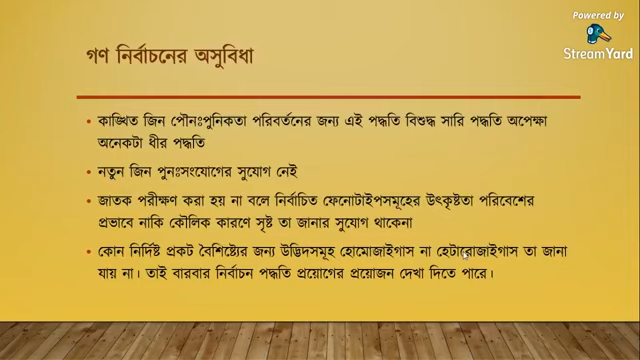 Powered by
StreamYard
গণ নির্বাচনের অসুবিধা
• কাঙ্খিত জিন পৌনঃপুনিকতা পরিবর্তনের জন্য এই পদ্ধতি বিশুদ্ধ সারি পদ্ধতি অপেক্ষা
অনেকটা ধীর পদ্ধতি
• নতুন জিন পুনঃসংযোগের সুযোগ নেই
• জাতক পরীক্ষণ করা হয় না বলে নির্বাচিত ফেনোটাইপসমূহের উৎকৃষ্টতা পরিবেশের
প্রভাবে নাকি কৌলিক কারণে সৃষ্ট তা জানার সুযোগ থাকেনা
• কোন নির্দিষ্ট প্রকট বৈশিষ্ট্যের জন্য উদ্ভিদসমূহ হোমোজাইগাস না হেটারোজাইগাস তা জানা
যায় না। তাই বারবার নির্বাচন পদ্ধতি প্রয়োগের প্রয়োজন দেখা দিতে পারে।